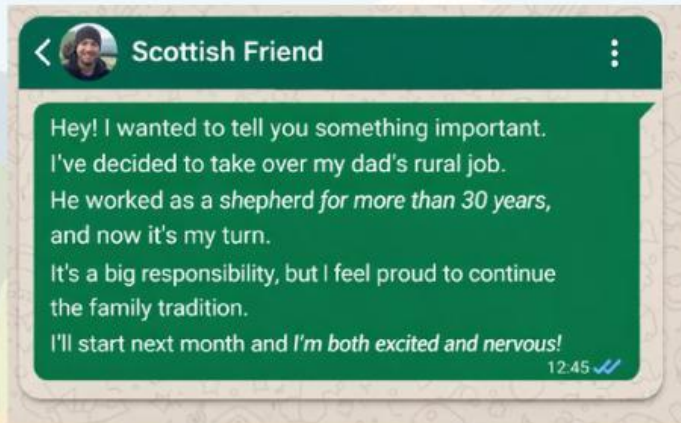 Scottish Friend
Hey! I wanted to tell you something important.
I've decided to take over my dad's rural job.
He worked as a shepherd for more than 30 years,
and now it's my turn.
It's a big responsibility, but I feel proud to continue
the family tradition.
I'll start next month and I'm both excited and nervous!
12:45